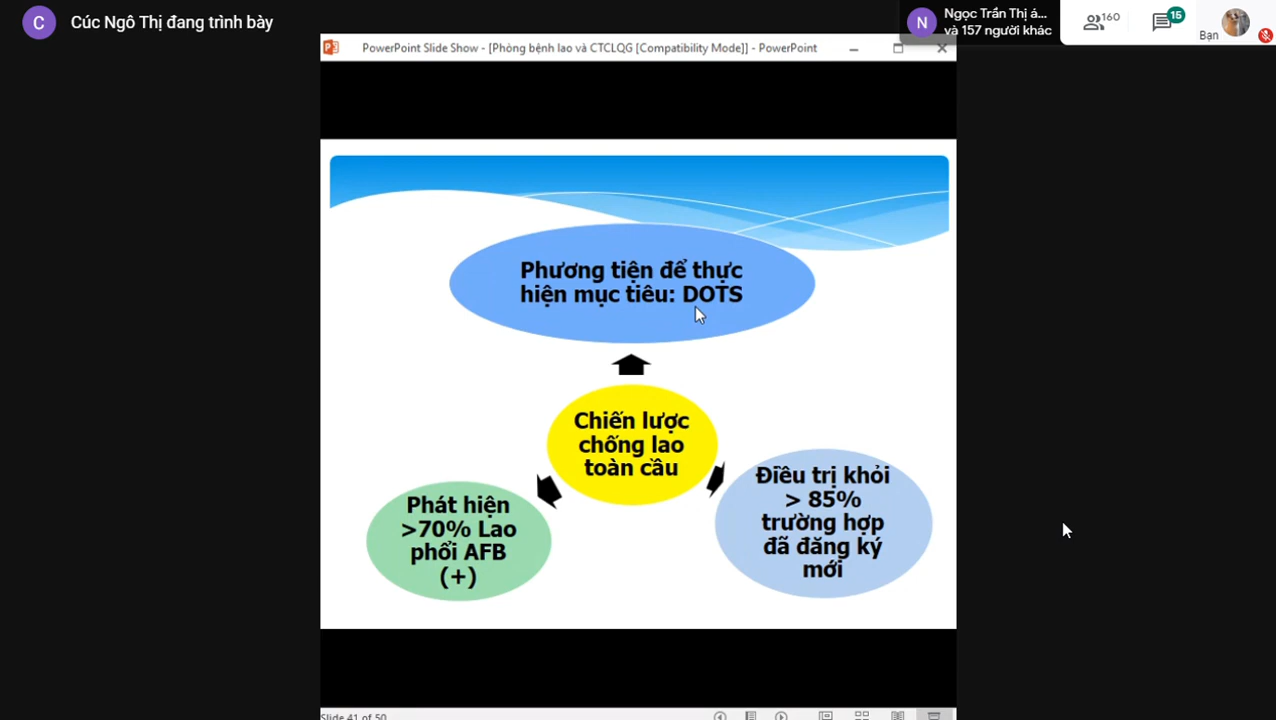 C
Cúc Ngô Thị đang trình bày
N
Ngọc Trần Thị á...
và 157 người khác
160
15
Bạn
PowerPoint Slide Show - [Phòng bệnh lao và CTCLQG [Compatibility Mode]] - PowerPoint
Phương tiện để thực
hiện mục tiêu: DOTS
Chiến lược
chống lao
toàn cầu
Phát hiện
>70% Lao
phổi AFB
(+)
Điều trị khỏi
> 85%
trường hợp
đã đăng ký
mới
Slide 41 of 50